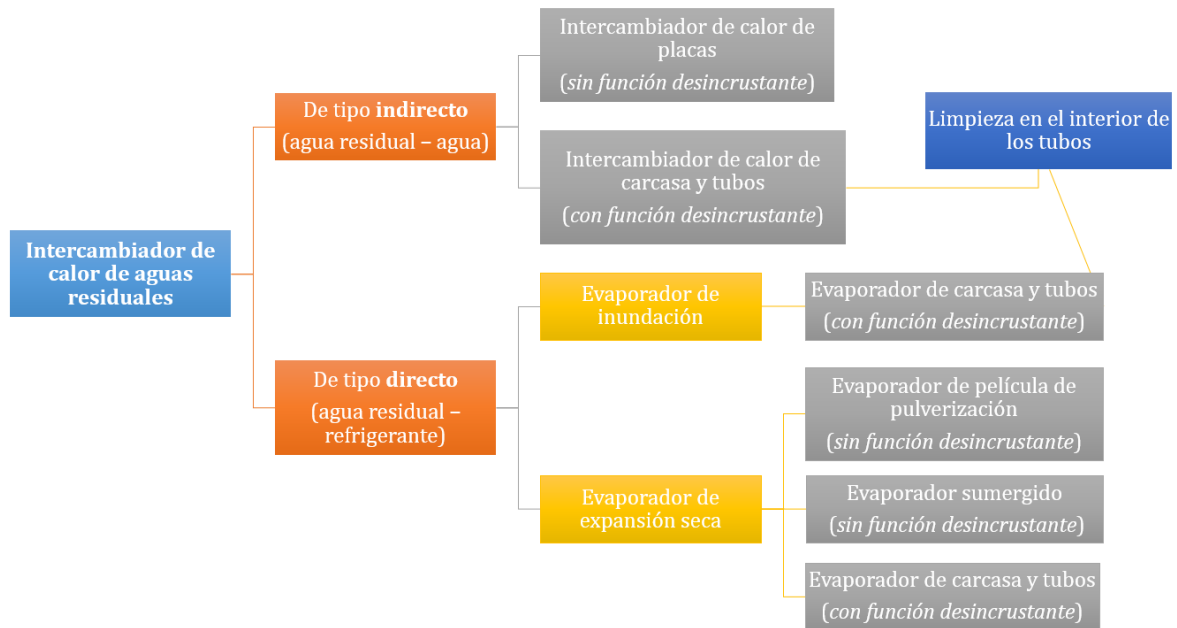 Intercambiador de
calor de aguas
residuales
De tipo indirecto
(agua residual – agua)
De tipo directo
(agua residual –
refrigerante)
Intercambiador de calor de
placas
(sin función desincrustante)
Intercambiador de calor de
carcasa y tubos
(con función desincrustante)
Evaporador de
inundación
Evaporador de
expansión seca
Limpieza en el interior de
los tubos
Evaporador de carcasa y tubos
(con función desincrustante)
Evaporador de película de
pulverización
(sin función desincrustante)
Evaporador sumergido
(sin función desincrustante)
Evaporador de carcasa y tubos
(con función desincrustante)